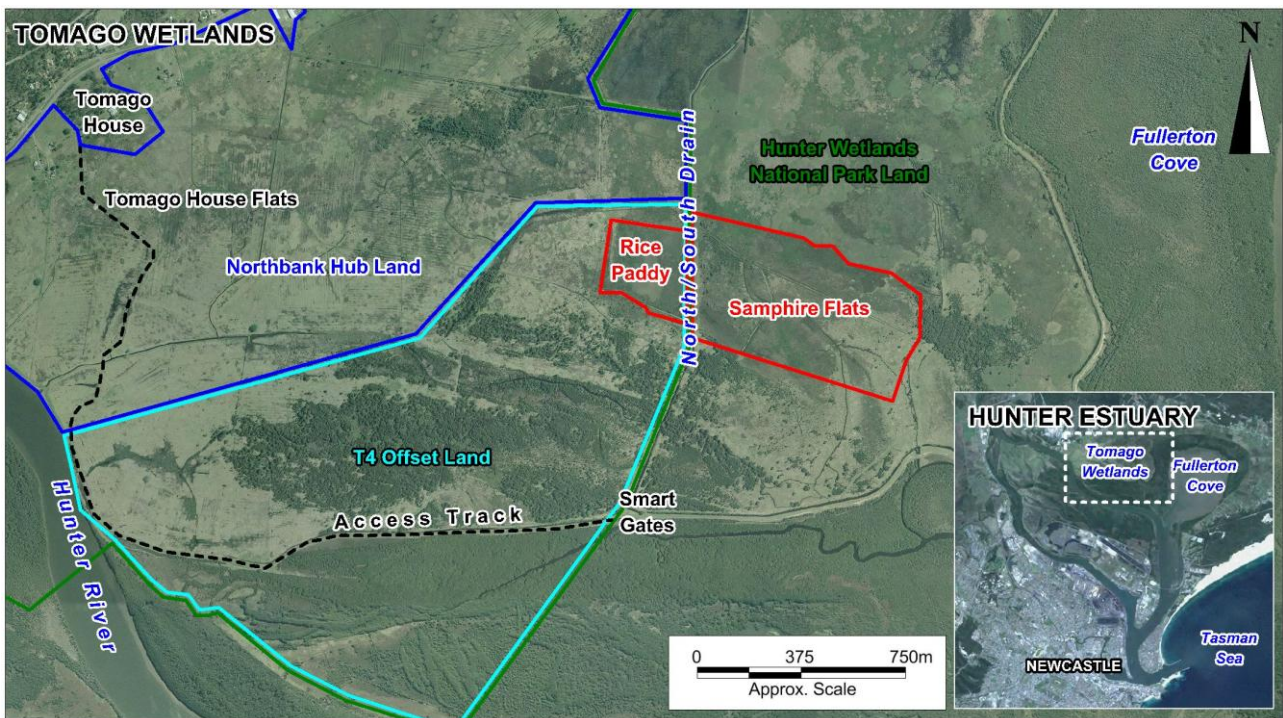 TOMAGO WETLANDS
N
Tomago
House
Fullerton
Cove
Hunter Wetlands
National Park Land
North/South Drain
Tomago House Flats
Rice
Paddy
Northbank Hub Land
Samphire Flats
T4 Offset Land
Smart
Gates
Access Track
Hunter River
0 375 750m
Approx. Scale
HUNTER ESTUARY
Tomago
Wetlands
Fullerton
Cove
NEWCASTLE
Tasman
Sea